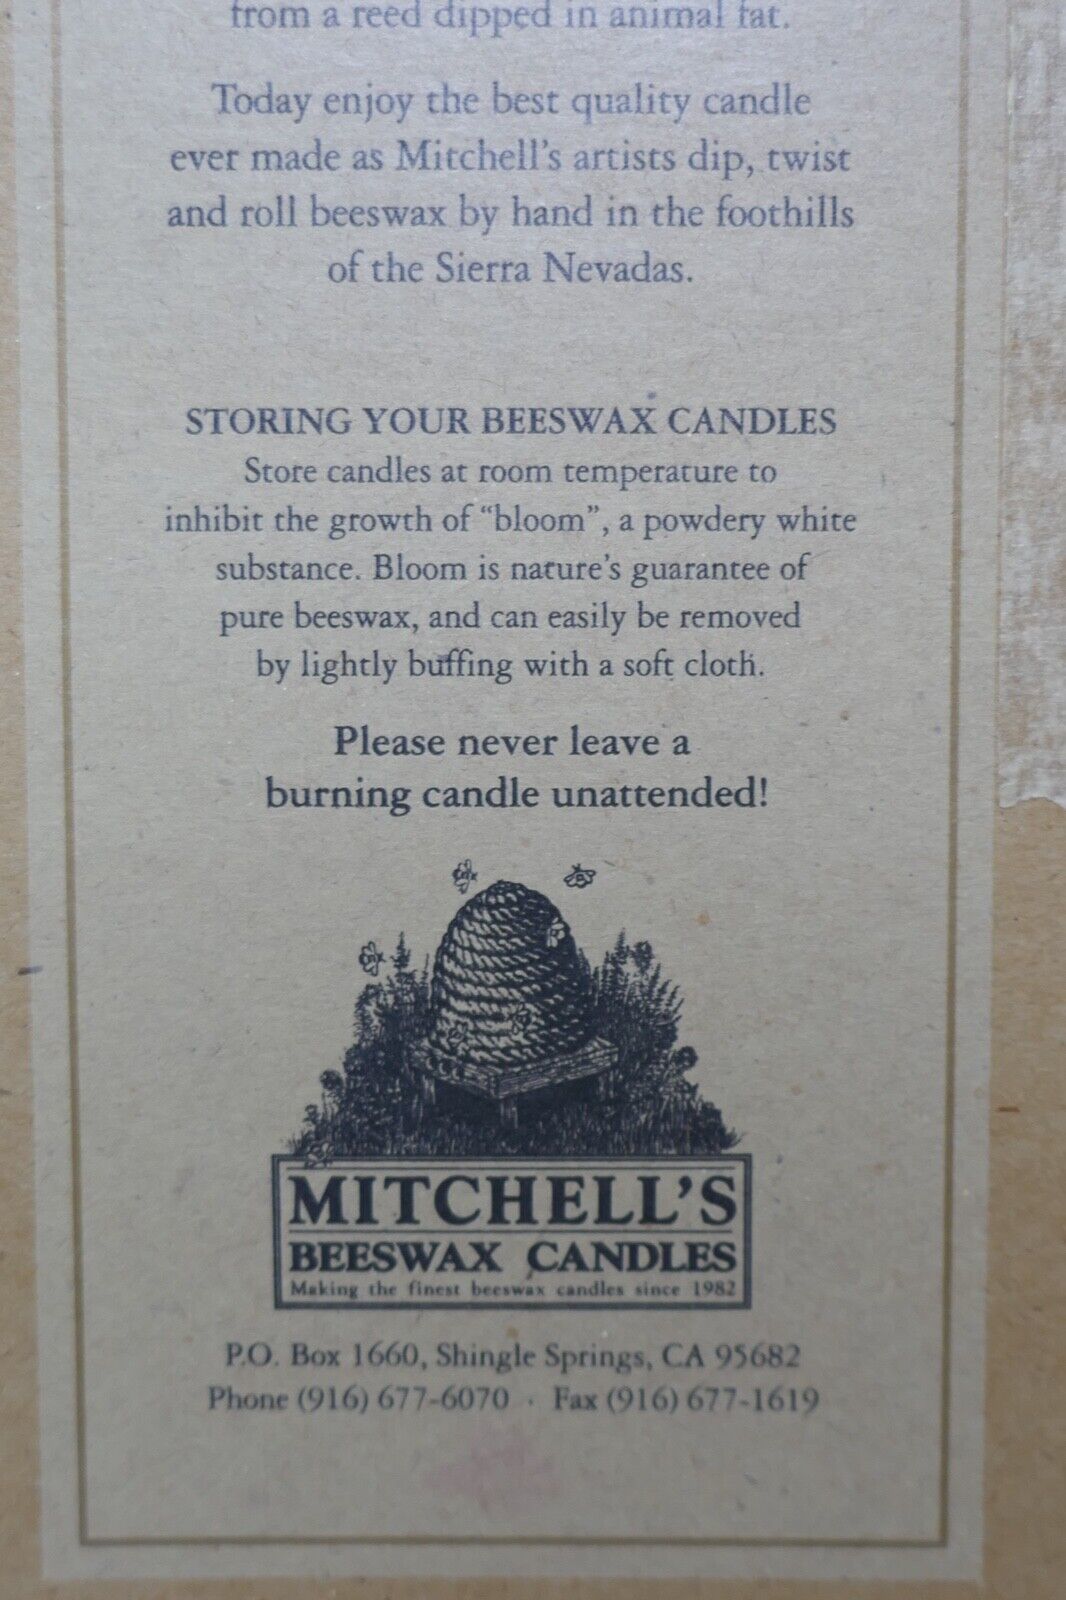 from a reed dipped in animal fat.
Today enjoy the best quality candle
ever made as Mitchell's artists dip, twist
and roll beeswax by hand in the foothills
of the Sierra Nevadas.
STORING YOUR BEESWAX CANDLES
Store candles at room temperature to
inhibit the growth of “bloom”, a powdery white
substance. Bloom is nature's guarantee of
pure beeswax, and can easily be removed
by lightly buffing with a soft cloth.
Please never leave a
burning candle unattended!
MITCHELL'S
BEESWAX CANDLES
Making the finest beeswax candles since 1982
P.O. Box 1660, Shingle Springs, CA 95682
Phone (916) 677-6070 · Fax (916) 677-1619